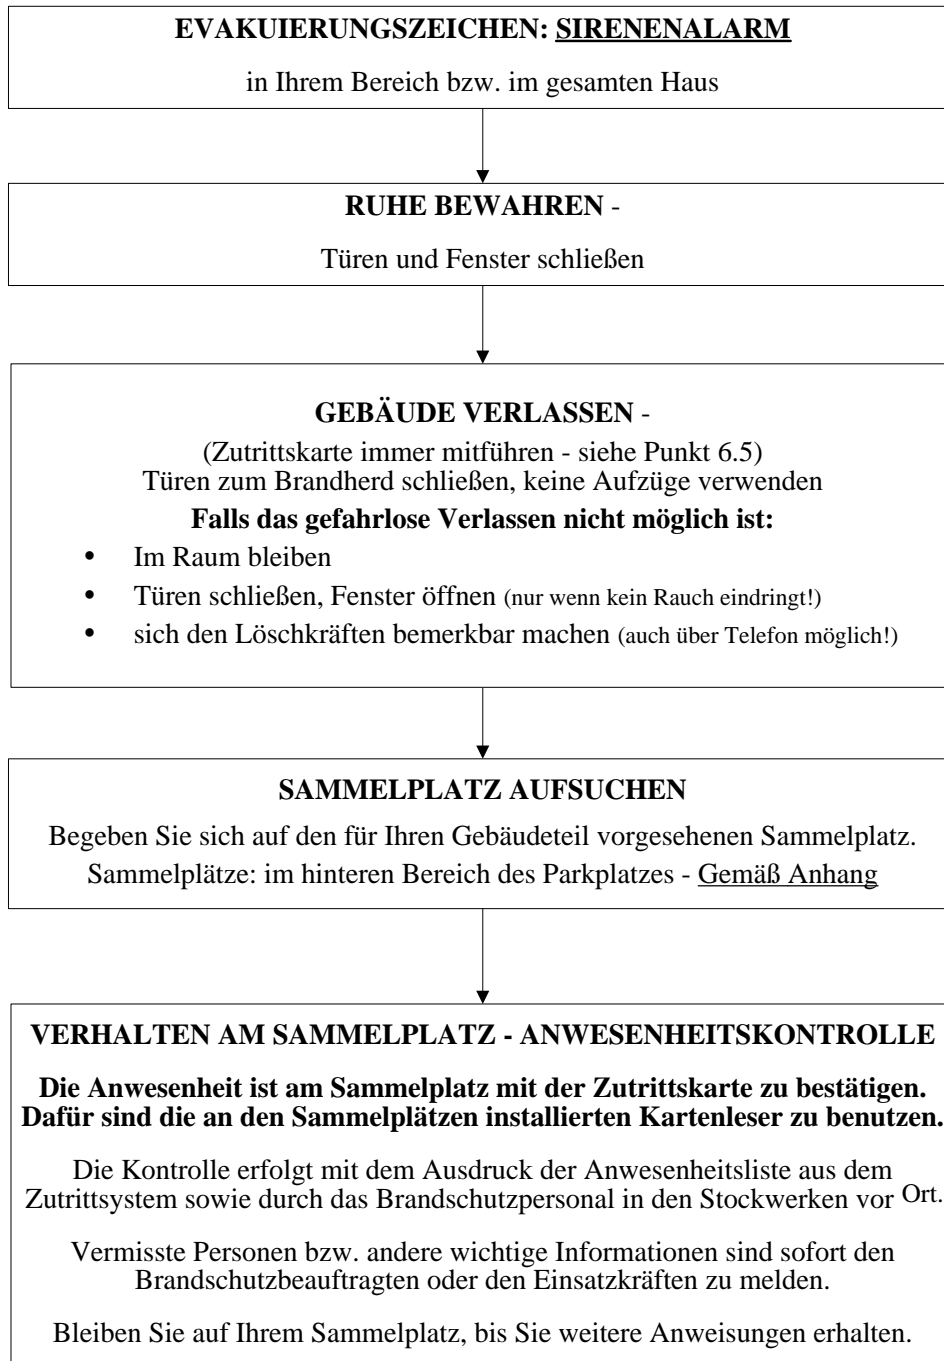 EVAKUIERUNGSZEICHEN: SIRENENALARM
in Ihrem Bereich bzw. im gesamten Haus
RUHE BEWAHREN -
Türen und Fenster schließen
GEBÄUDE VERLASSEN -
(Zutrittskarte immer mitführen - siehe Punkt 6.5)
Türen zum Brandherd schließen, keine Aufzüge verwenden
Falls das gefahrlose Verlassen nicht möglich ist:
• Im Raum bleiben
• Türen schließen, Fenster öffnen (nur wenn kein Rauch eindringt!)
• sich den Löschkräften bemerkbar machen (auch über Telefon möglich!)
SAMMELPLATZ AUFSUCHEN
Begeben Sie sich auf den für Ihren Gebäudeteil vorgesehenen Sammelplatz.
Sammelplätze: im hinteren Bereich des Parkplatzes - Gemäß Anhang
VERHALTEN AM SAMMELPLATZ - ANWESENHEITSKONTROLLE
Die Anwesenheit ist am Sammelplatz mit der Zutrittskarte zu bestätigen.
Dafür sind die an den Sammelplätzen installierten Kartenleser zu benutzen.
Die Kontrolle erfolgt mit dem Ausdruck der Anwesenheitsliste aus dem
Zutrittsystem sowie durch das Brandschutzpersonal in den Stockwerken vor Ort.
Vermisste Personen bzw. andere wichtige Informationen sind sofort den
Brandschutzbeauftragten oder den Einsatzkräften zu melden.
Bleiben Sie auf Ihrem Sammelplatz, bis Sie weitere Anweisungen erhalten.